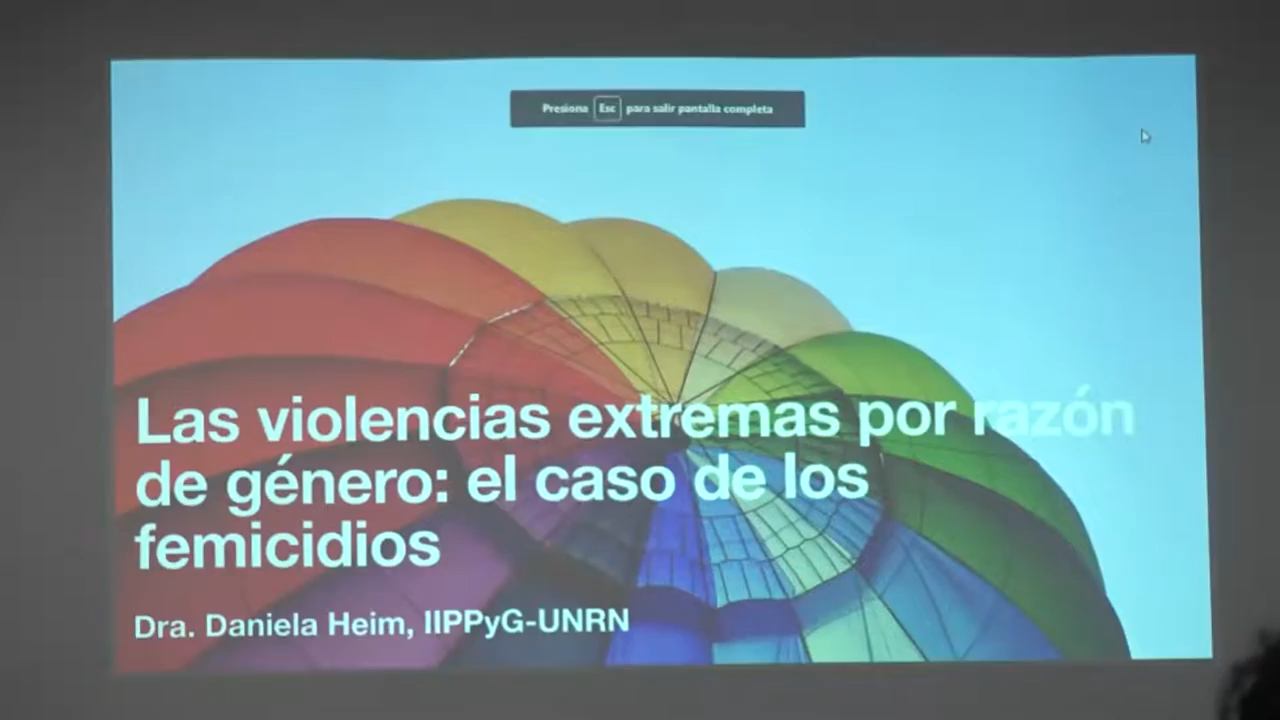 Presiona Esc para salir pantalla completa
Las violencias extremas por razón
de género: el caso de los
femicidios
Dra. Daniela Heim, IIPPyG-UNRN